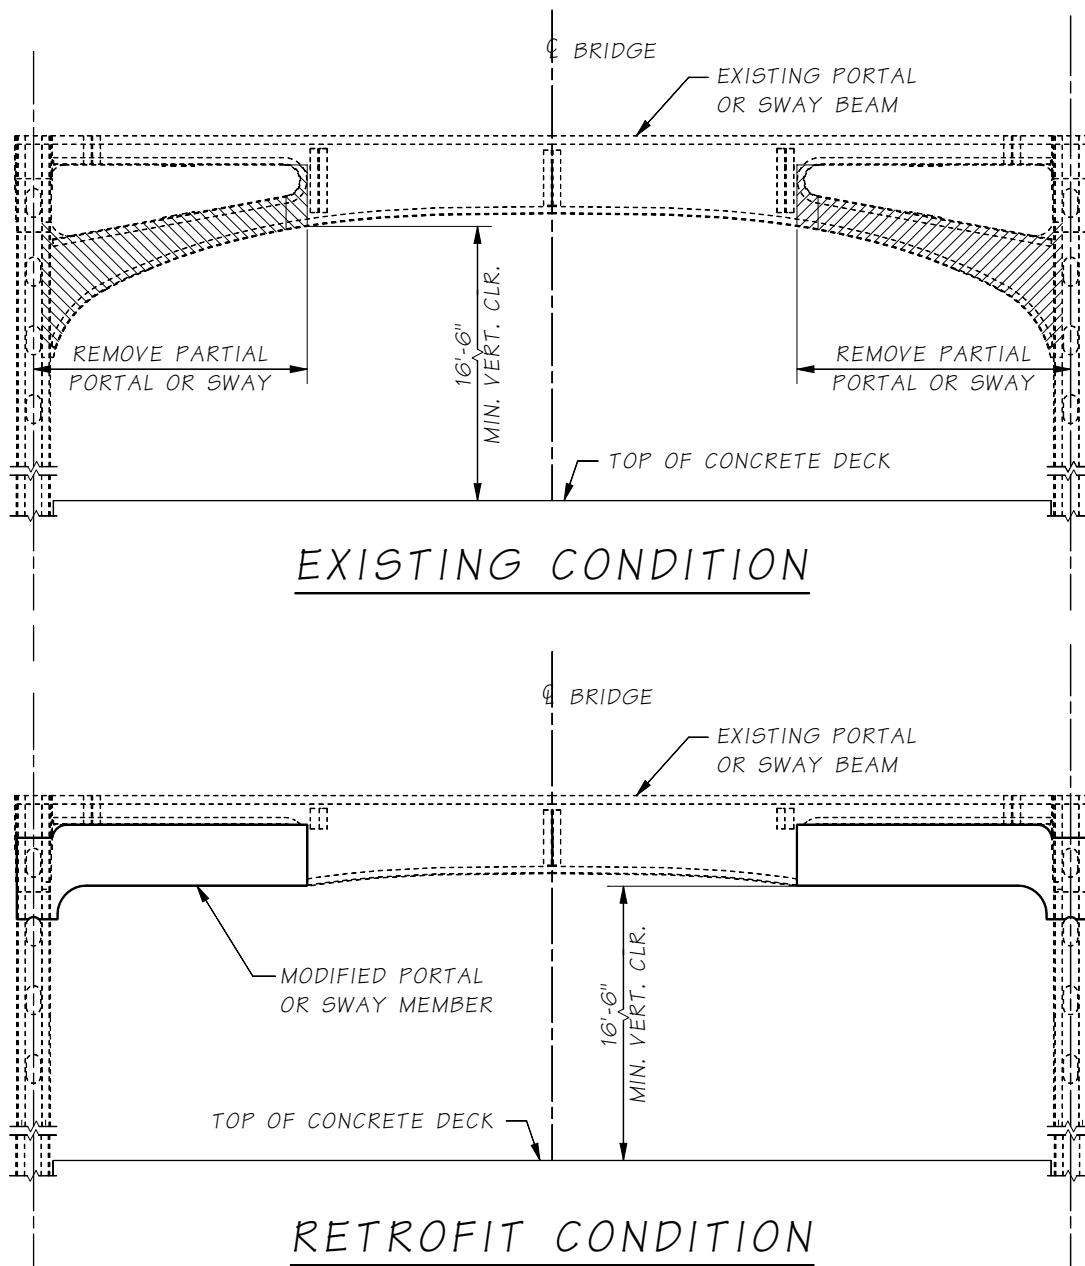 ℄ BRIDGE
EXISTING PORTAL
OR SWAY BEAM
REMOVE PARTIAL
PORTAL OR SWAY
16'-6"
MIN. VERT. CLR.
REMOVE PARTIAL
PORTAL OR SWAY
TOP OF CONCRETE DECK
EXISTING CONDITION
℄ BRIDGE
EXISTING PORTAL
OR SWAY BEAM
MODIFIED PORTAL
OR SWAY MEMBER
16'-6"
MIN. VERT. CLR.
TOP OF CONCRETE DECK
RETROFIT CONDITION